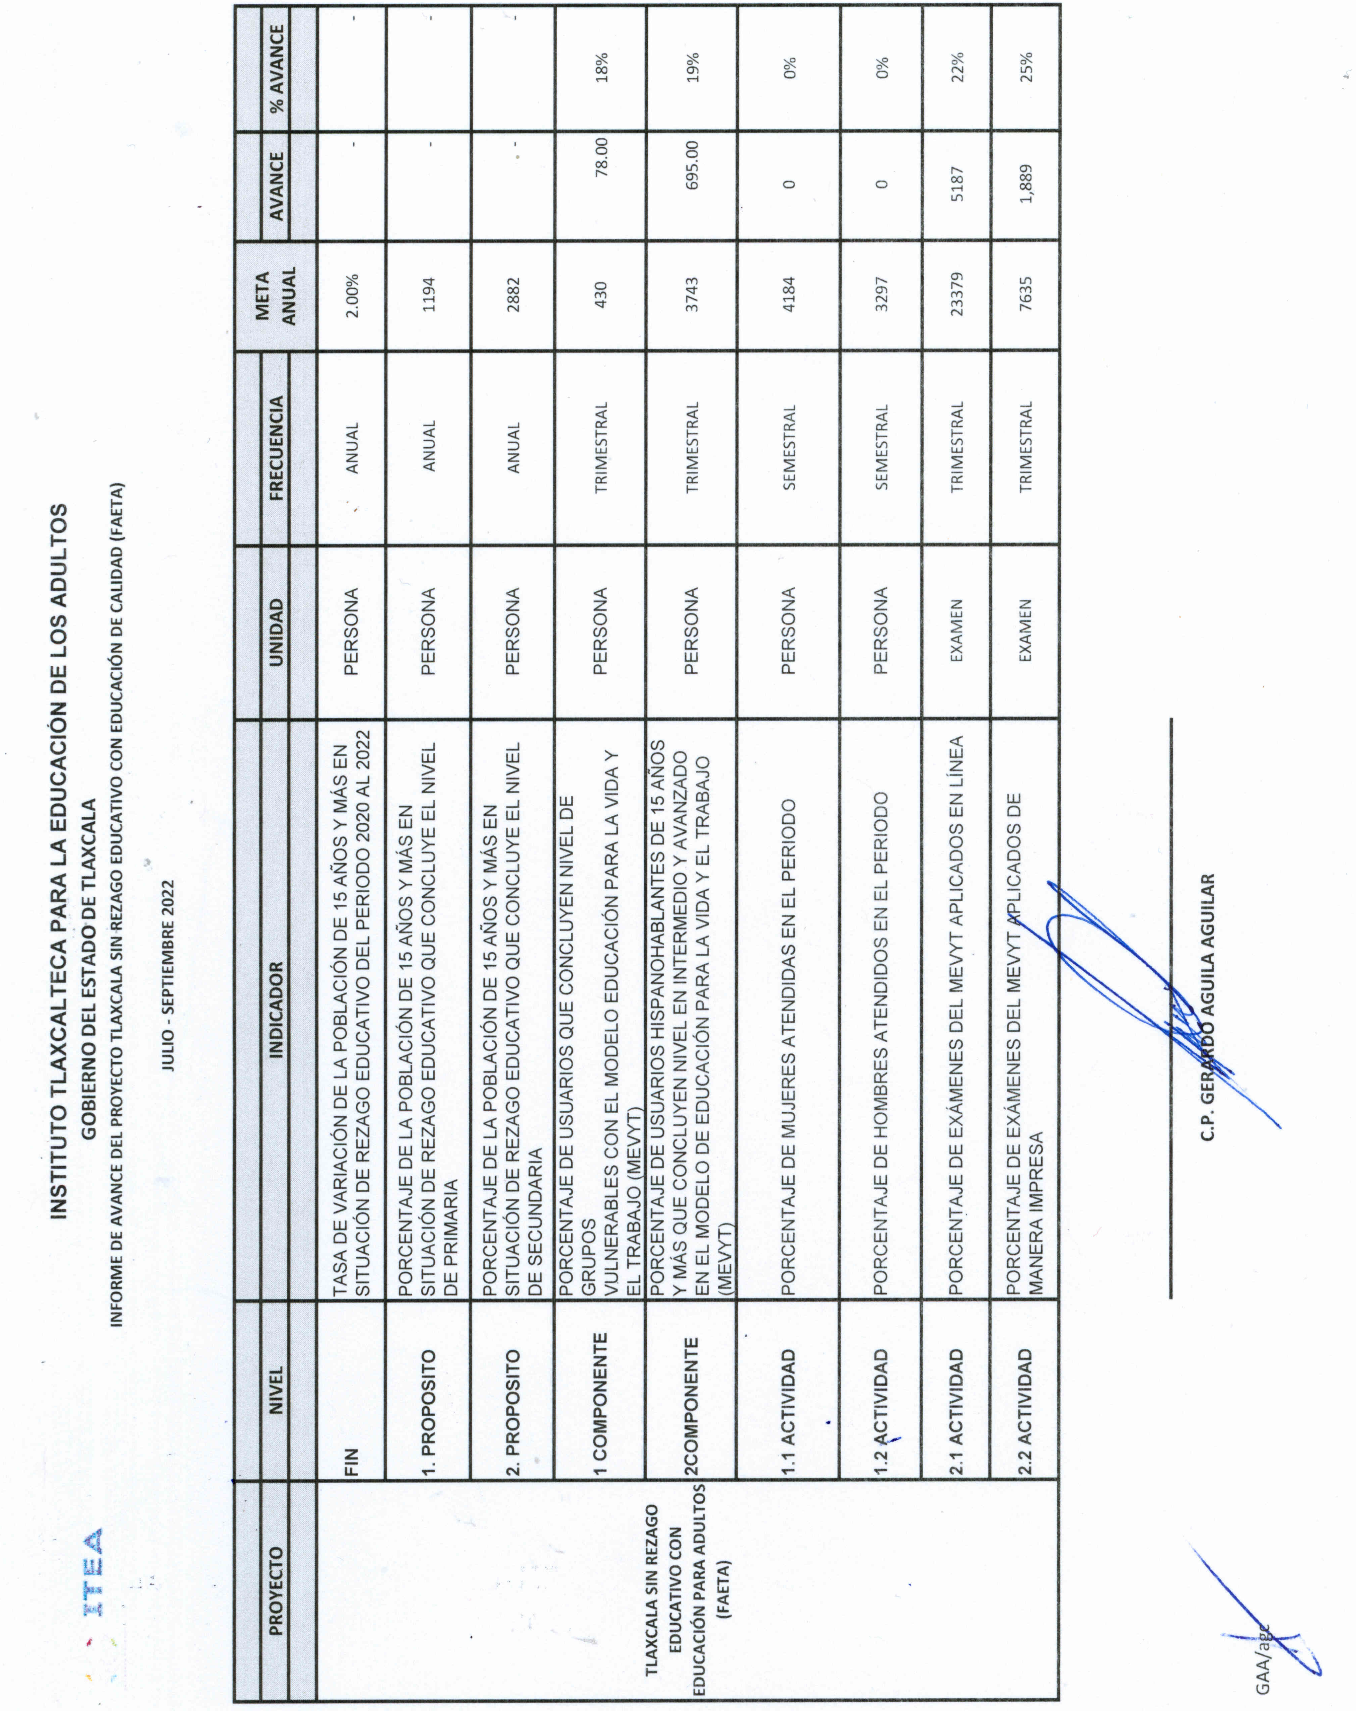 ITEA
INSTITUTO TLAXCALTECA PARA LA EDUCACIÓN DE LOS ADULTOS
GOBIERNO DEL ESTADO DE TLAXCALA
INFORME DE AVANCE DEL PROYECTO TLAXCALA SIN REZAGO EDUCATIVO CON EDUCACIÓN DE CALIDAD (FAETA)
JULIO - SEPTIEMBRE 2022
PROYECTO NIVEL INDICADOR UNIDAD FRECUENCIA META ANUAL AVANCE % AVANCE
TLAXCALA SIN REZAGO
EDUCATIVO CON
EDUCACIÓN PARA ADULTOS
(FAETA)
FIN
TASA DE VARIACIÓN DE LA POBLACIÓN DE 15 AÑOS Y MÁS EN
SITUACIÓN DE REZAGO EDUCATIVO DEL PERIODO 2020 AL 2022
PERSONA ANUAL 2.00% - -
1. PROPOSITO
PORCENTAJE DE LA POBLACIÓN DE 15 AÑOS Y MÁS EN
SITUACIÓN DE REZAGO EDUCATIVO QUE CONCLUYE EL NIVEL
DE PRIMARIA
PERSONA ANUAL 1194 - -
2. PROPOSITO
PORCENTAJE DE LA POBLACIÓN DE 15 AÑOS Y MÁS EN
SITUACIÓN DE REZAGO EDUCATIVO QUE CONCLUYE EL NIVEL
DE SECUNDARIA
PERSONA ANUAL 2882 - -
1 COMPONENTE
PORCENTAJE DE USUARIOS QUE CONCLUYEN NIVEL DE
GRUPOS
VULNERABLES CON EL MODELO EDUCACIÓN PARA LA VIDA Y
EL TRABAJO (MEVYT)
PERSONA TRIMESTRAL 430 78.00 18%
2COMPONENTE
PORCENTAJE DE USUARIOS HISPANOHABLANTES DE 15 AÑOS
Y MÁS QUE CONCLUYEN NIVEL EN INTERMEDIO Y AVANZADO
EN EL MODELO DE EDUCACIÓN PARA LA VIDA Y EL TRABAJO
(MEVYT)
PERSONA TRIMESTRAL 3743 695.00 19%
1.1 ACTIVIDAD
PORCENTAJE DE MUJERES ATENDIDAS EN EL PERIODO
PERSONA SEMESTRAL 4184 0 0%
1.2 ACTIVIDAD
PORCENTAJE DE HOMBRES ATENDIDOS EN EL PERIODO
PERSONA SEMESTRAL 3297 0 0%
2.1 ACTIVIDAD
PORCENTAJE DE EXÁMENES DEL MEVYT APLICADOS EN LÍNEA
EXAMEN TRIMESTRAL 23379 5187 22%
2.2 ACTIVIDAD
PORCENTAJE DE EXÁMENES DEL MEVYT APLICADOS DE
MANERA IMPRESA
EXAMEN TRIMESTRAL 7635 1,889 25%
C.P. GERARDO AGUILA AGUILAR
GAA/agc